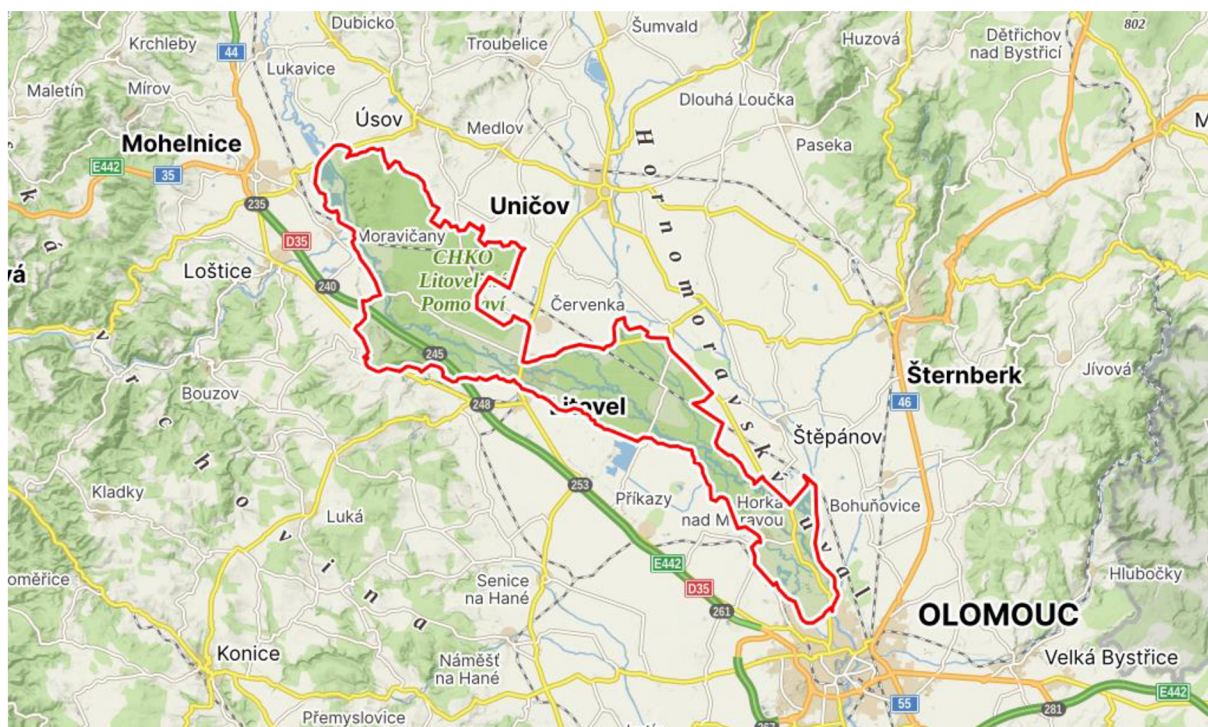 Dubicko
Šumvald
802
Krchleby
44
Troubelice
Huzová
Dětřichov
nad Bystřicí
Lukavice
Maletín
Mírov
Dlouhá Loučka
Úsov
Medlov
Mohelnice
Paseka
E442
35
235
Uničov
D35
Moravičany
CHKO
Litovelské
Pomoraví
Loštice
240
Červenka
vá
Hornomoravský úval
245
Šternberk
Jívová
Bouzov
248
Litovel
46
Štěpánov
253
Kladky
Příkazy
Horka
nad Moravou
Bohuňovice
Luká
vrchovina
E442
Hlubočky
Senice
na Hané
D35
261
OLOMOUC
Konice
Náměšť
na Hané
Velká Bystřice
E442
55
281
Přemyslovice